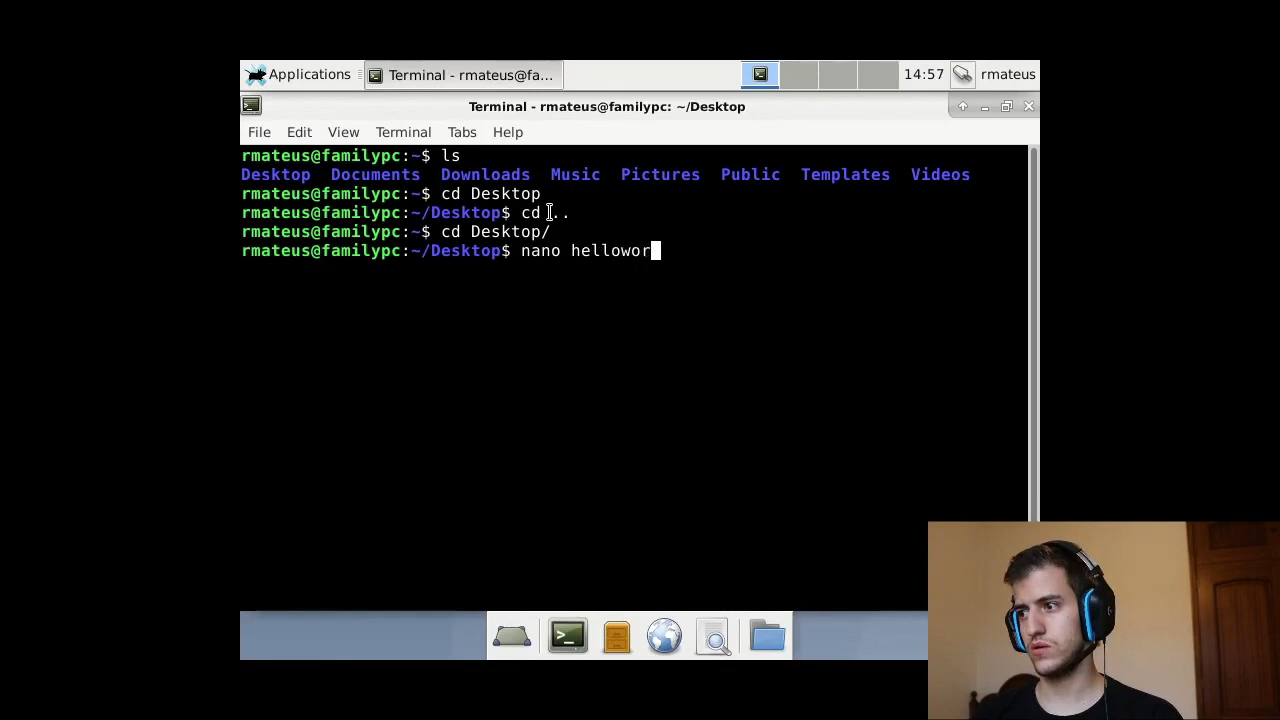 Applications Terminal - rmateus@fa... 14:57 rmateus
Terminal - rmateus@familypc: ~/Desktop
File Edit View Terminal Tabs Help
rmateus@familypc:~$ ls
Desktop Documents Downloads Music Pictures Public Templates Videos
rmateus@familypc:~$ cd Desktop
rmateus@familypc:~/Desktop$ cd ..
rmateus@familypc:~$ cd Desktop/
rmateus@familypc:~/Desktop$ nano hellowor